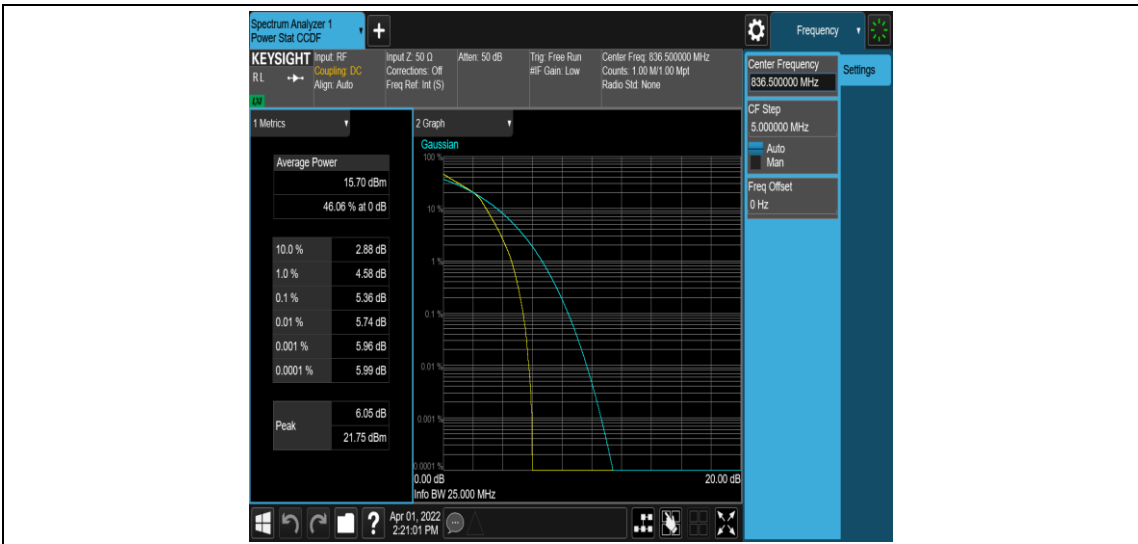 Spectrum Analyzer 1
Power Stat CCDF
+
Frequency
KEYSIGHT
RL
LXI
Input: RF
Coupling: DC
Align: Auto
Input Z: 50 Ω
Corrections: Off
Freq Ref: Int (S)
Atten: 50 dB
Trig: Free Run
#IF Gain: Low
Center Freq: 836.500000 MHz
Counts: 1.00 M/1.00 Mpt
Radio Std: None
Center Frequency
836.500000 MHz
Settings
CF Step
5.000000 MHz
Auto
Man
Freq Offset
0 Hz
1 Metrics
Average Power
15.70 dBm
46.06 % at 0 dB
10.0 % 2.88 dB
1.0 % 4.58 dB
0.1 % 5.36 dB
0.01 % 5.74 dB
0.001 % 5.96 dB
0.0001 % 5.99 dB
Peak
6.05 dB
21.75 dBm
2 Graph
Gaussian
100 %
10 %
1 %
0.1 %
0.01 %
0.001 %
0.0001 %
0.00 dB 20.00 dB
Info BW 25.000 MHz
?
Apr 01, 2022
2:21:01 PM